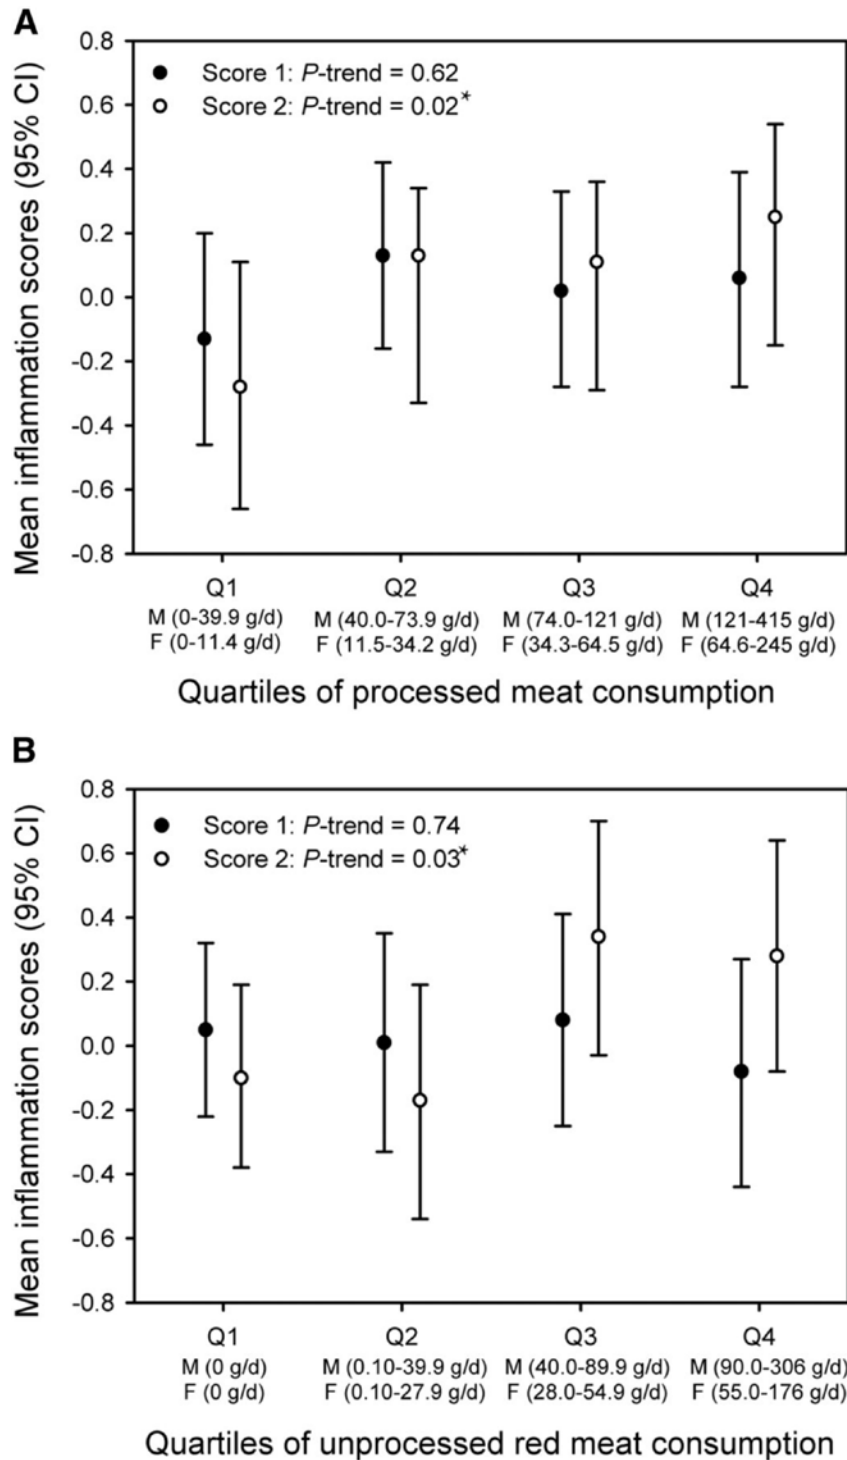 A
Mean inflammation scores (95% CI)
0.8
0.6
0.4
0.2
0.0
-0.2
-0.4
-0.6
-0.8
Score 1: P-trend = 0.62
Score 2: P-trend = 0.02*
Q1 Q2 Q3 Q4
M (0-39.9 g/d) M (40.0-73.9 g/d) M (74.0-121 g/d) M (121-415 g/d)
F (0-11.4 g/d) F (11.5-34.2 g/d) F (34.3-64.5 g/d) F (64.6-245 g/d)
Quartiles of processed meat consumption
B
Mean inflammation scores (95% CI)
0.8
0.6
0.4
0.2
0.0
-0.2
-0.4
-0.6
-0.8
Score 1: P-trend = 0.74
Score 2: P-trend = 0.03*
Q1 Q2 Q3 Q4
M (0 g/d) M (0.10-39.9 g/d) M (40.0-89.9 g/d) M (90.0-306 g/d)
F (0 g/d) F (0.10-27.9 g/d) F (28.0-54.9 g/d) F (55.0-176 g/d)
Quartiles of unprocessed red meat consumption